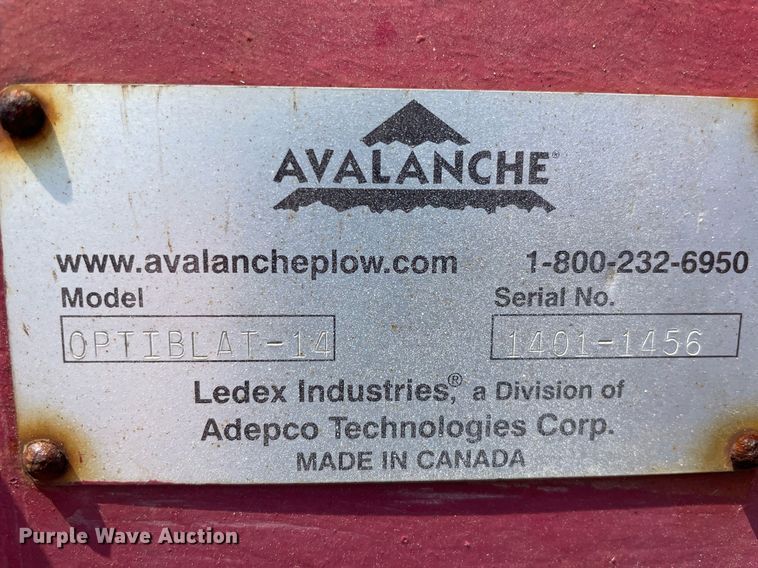 AVALANCHE®
www.avalancheplow.com 1-800-232-6950
Model Serial No.
OPTIBLAT-14 1401-1456
Ledex Industries,® a Division of
Adepco Technologies Corp.
MADE IN CANADA
Purple Wave Auction